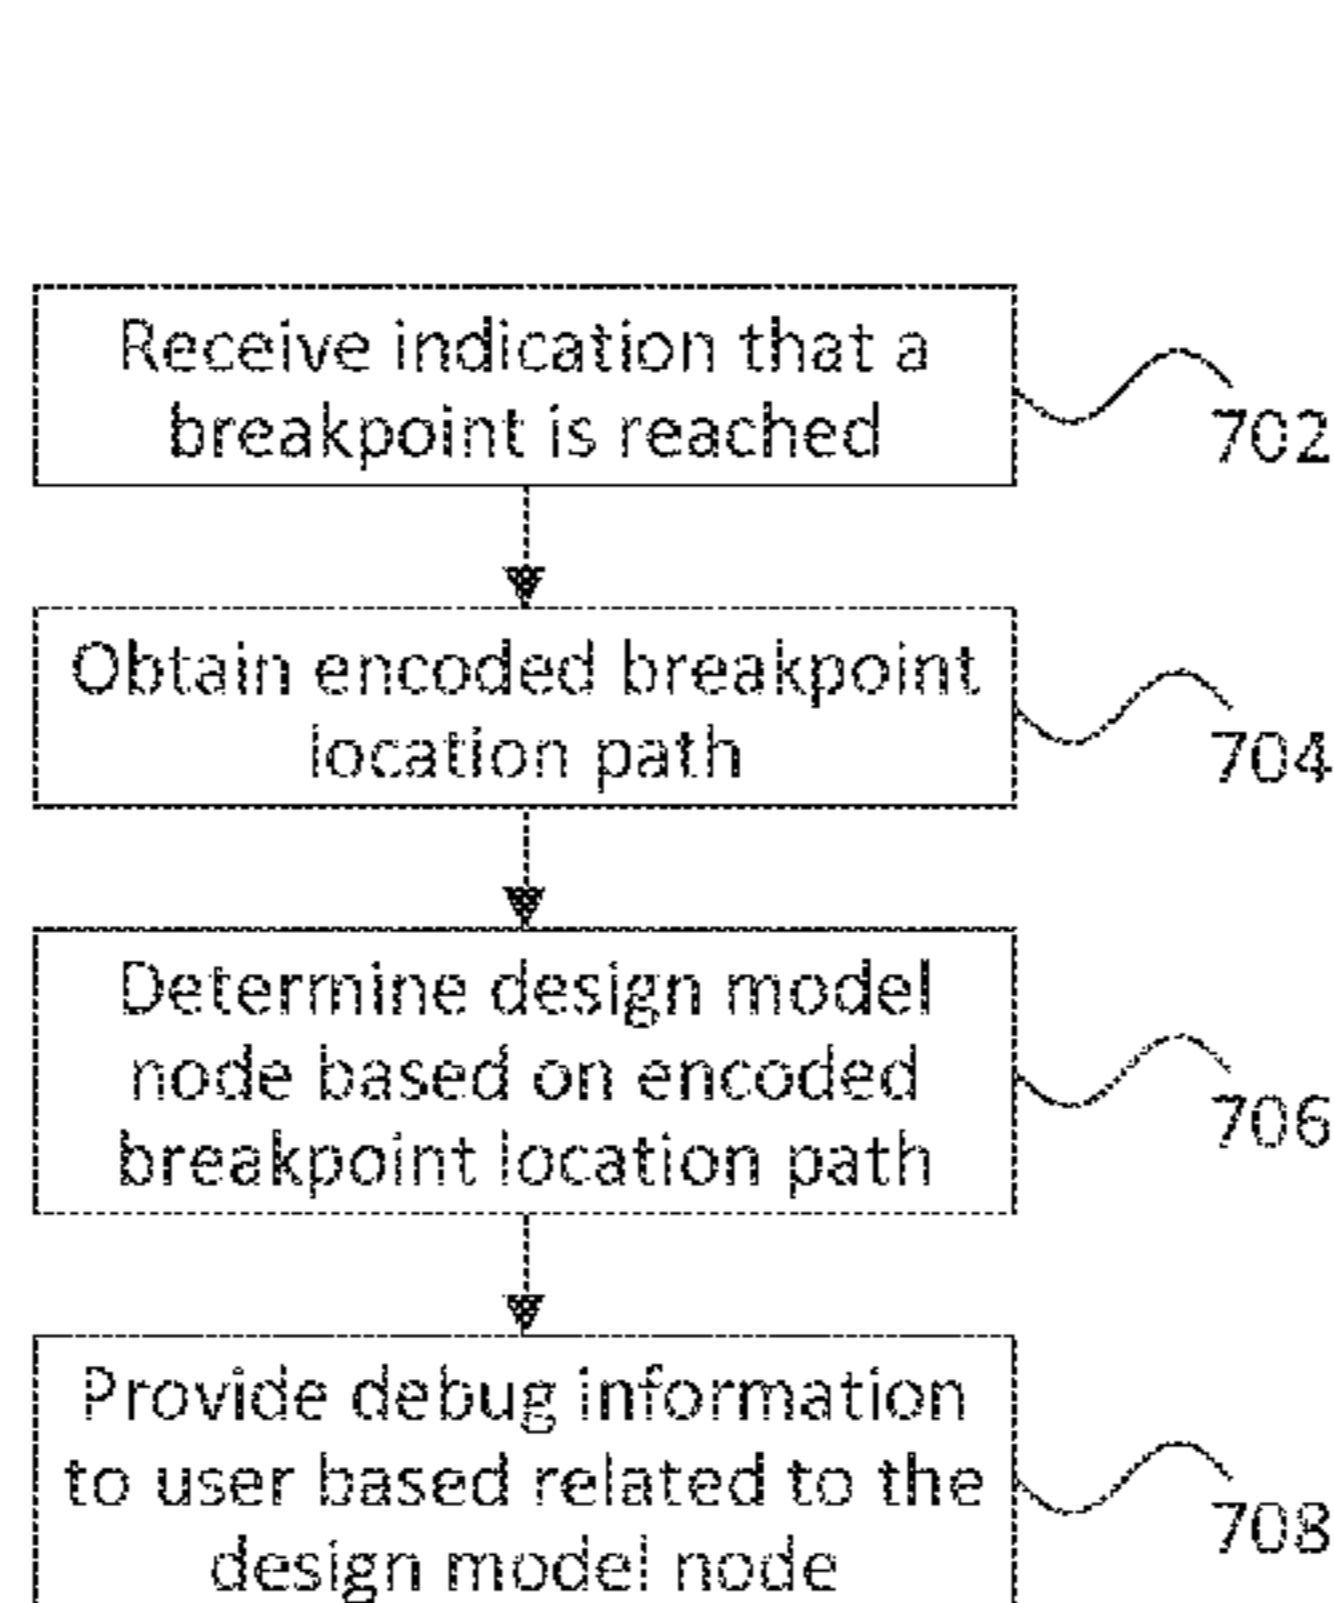 Receive indication that a
breakpoint is reached
702
Obtain encoded breakpoint
location path
704
Determine design model
node based on encoded
breakpoint location path
706
Provide debug information
to user based related to the
design model node
708